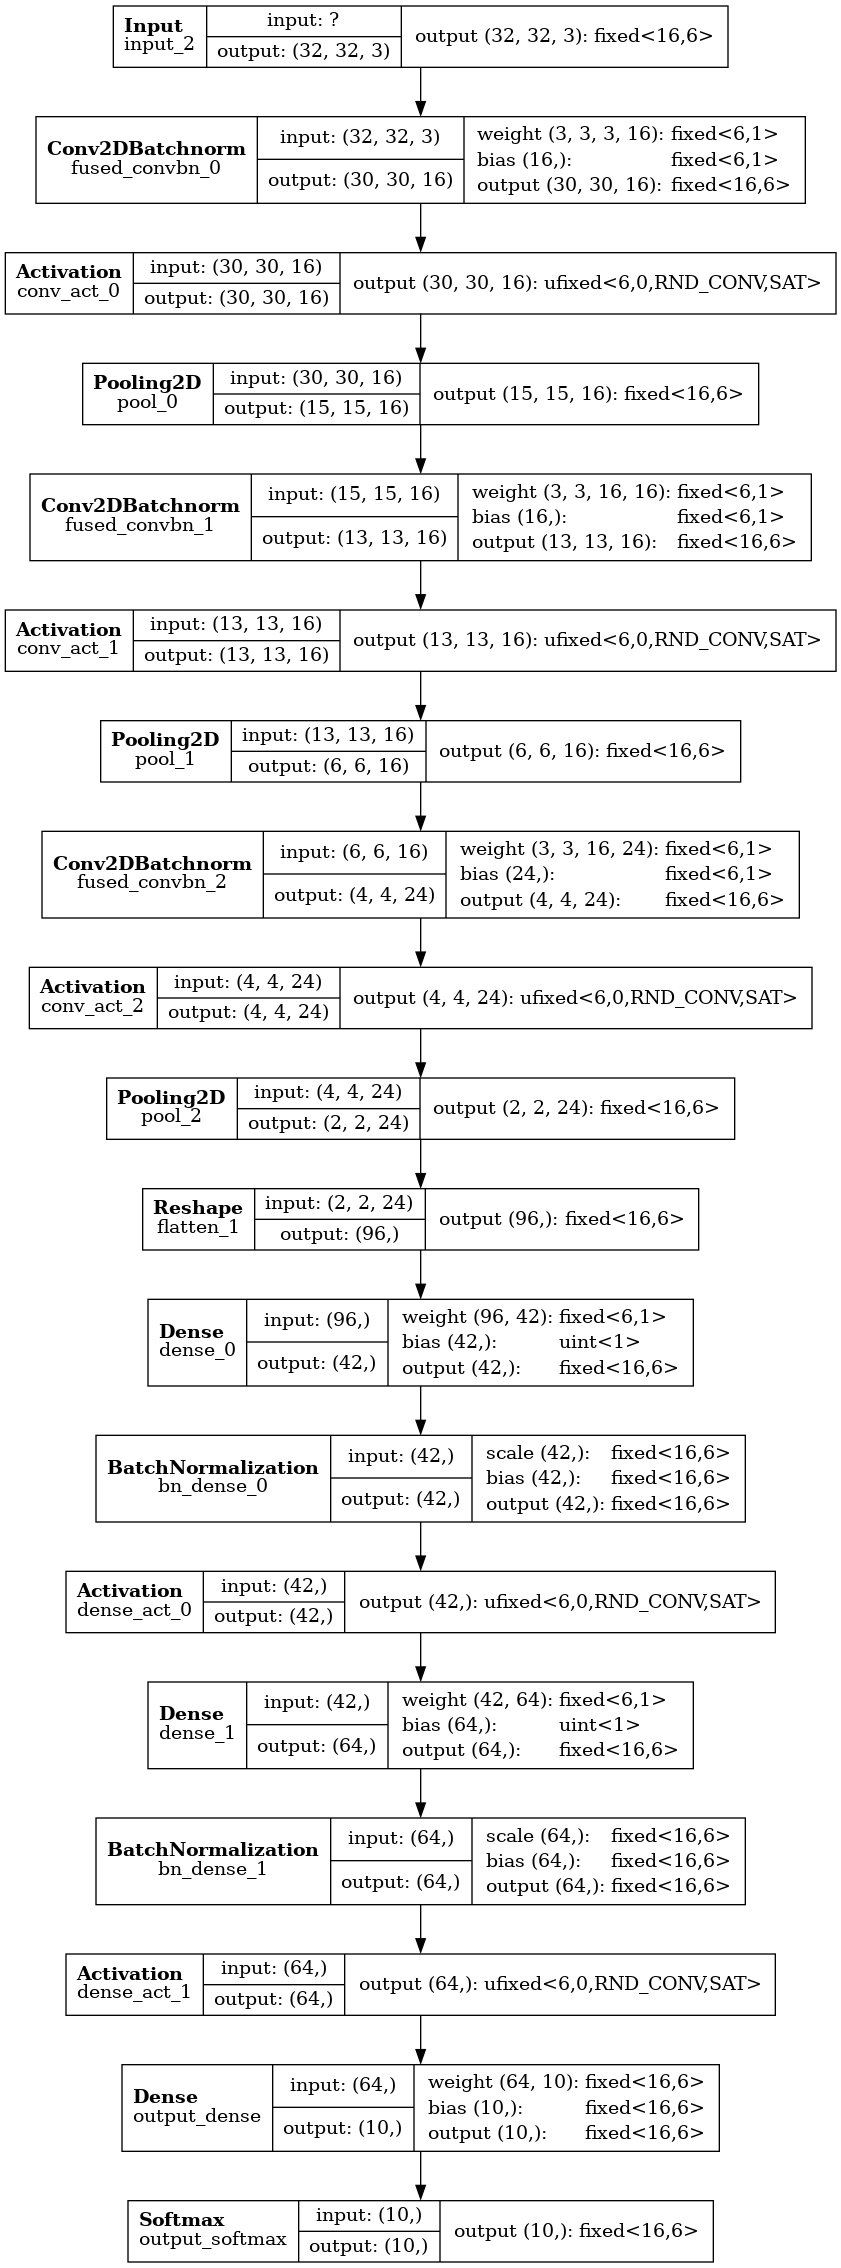 Input
input_2
input: ?
output: (32, 32, 3)
output (32, 32, 3): fixed<16,6>
Conv2DBatchnorm
fused_convbn_0
input: (32, 32, 3)
output: (30, 30, 16)
weight (3, 3, 3, 16): fixed<6,1>
bias (16,): fixed<6,1>
output (30, 30, 16): fixed<16,6>
Activation
conv_act_0
input: (30, 30, 16)
output: (30, 30, 16)
output (30, 30, 16): ufixed<6,0,RND_CONV,SAT>
Pooling2D
pool_0
input: (30, 30, 16)
output: (15, 15, 16)
output (15, 15, 16): fixed<16,6>
Conv2DBatchnorm
fused_convbn_1
input: (15, 15, 16)
output: (13, 13, 16)
weight (3, 3, 16, 16): fixed<6,1>
bias (16,): fixed<6,1>
output (13, 13, 16): fixed<16,6>
Activation
conv_act_1
input: (13, 13, 16)
output: (13, 13, 16)
output (13, 13, 16): ufixed<6,0,RND_CONV,SAT>
Pooling2D
pool_1
input: (13, 13, 16)
output: (6, 6, 16)
output (6, 6, 16): fixed<16,6>
Conv2DBatchnorm
fused_convbn_2
input: (6, 6, 16)
output: (4, 4, 24)
weight (3, 3, 16, 24): fixed<6,1>
bias (24,): fixed<6,1>
output (4, 4, 24): fixed<16,6>
Activation
conv_act_2
input: (4, 4, 24)
output: (4, 4, 24)
output (4, 4, 24): ufixed<6,0,RND_CONV,SAT>
Pooling2D
pool_2
input: (4, 4, 24)
output: (2, 2, 24)
output (2, 2, 24): fixed<16,6>
Reshape
flatten_1
input: (2, 2, 24)
output: (96,)
output (96,): fixed<16,6>
Dense
dense_0
input: (96,)
output: (42,)
weight (96, 42): fixed<6,1>
bias (42,): uint<1>
output (42,): fixed<16,6>
BatchNormalization
bn_dense_0
input: (42,)
output: (42,)
scale (42,): fixed<16,6>
bias (42,): fixed<16,6>
output (42,): fixed<16,6>
Activation
dense_act_0
input: (42,)
output: (42,)
output (42,): ufixed<6,0,RND_CONV,SAT>
Dense
dense_1
input: (42,)
output: (64,)
weight (42, 64): fixed<6,1>
bias (64,): uint<1>
output (64,): fixed<16,6>
BatchNormalization
bn_dense_1
input: (64,)
output: (64,)
scale (64,): fixed<16,6>
bias (64,): fixed<16,6>
output (64,): fixed<16,6>
Activation
dense_act_1
input: (64,)
output: (64,)
output (64,): ufixed<6,0,RND_CONV,SAT>
Dense
output_dense
input: (64,)
output: (10,)
weight (64, 10): fixed<16,6>
bias (10,): fixed<16,6>
output (10,): fixed<16,6>
Softmax
output_softmax
input: (10,)
output: (10,)
output (10,): fixed<16,6>